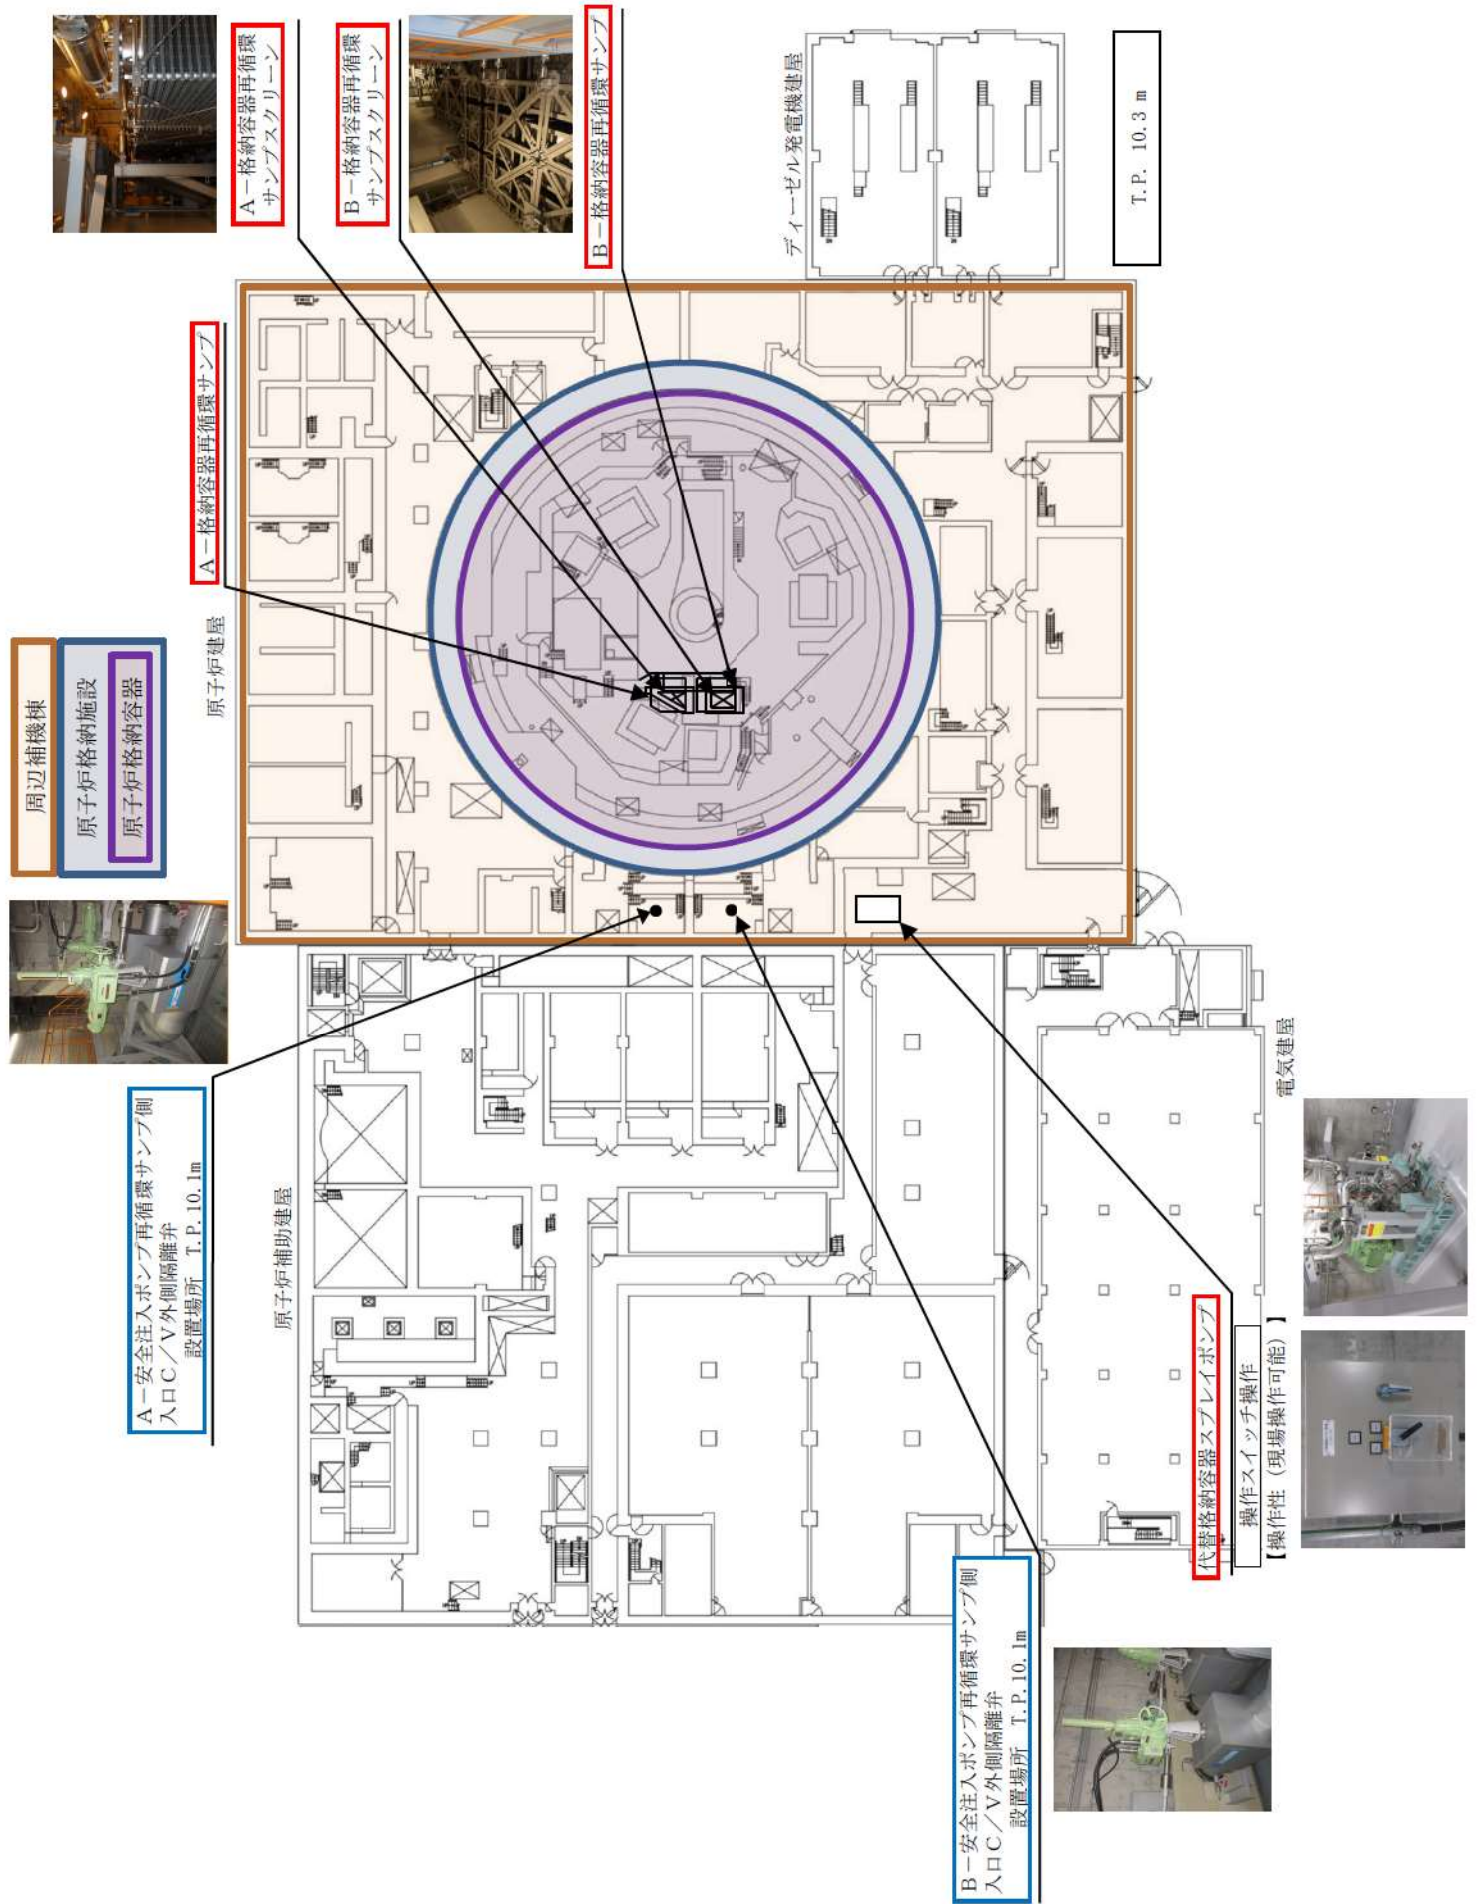 周辺補機棟
原子炉格納施設
原子炉格納容器
A－格納容器再循環
サンプスクリーン
B－格納容器再循環
サンプスクリーン
B－格納容器再循環サンプ
A－格納容器再循環サンプ
原子炉建屋
ディーゼル発電機建屋
T.P. 10.3 m
A－安全注入ポンプ再循環サンプ側
入口C／V外側隔離弁
設置場所 T.P.10.1m
原子炉補助建屋
B－安全注入ポンプ再循環サンプ側
入口C／V外側隔離弁
設置場所 T.P.10.1m
代替格納容器スプレイポンプ
操作スイッチ操作
【操作性（現場操作可能）】
電気建屋